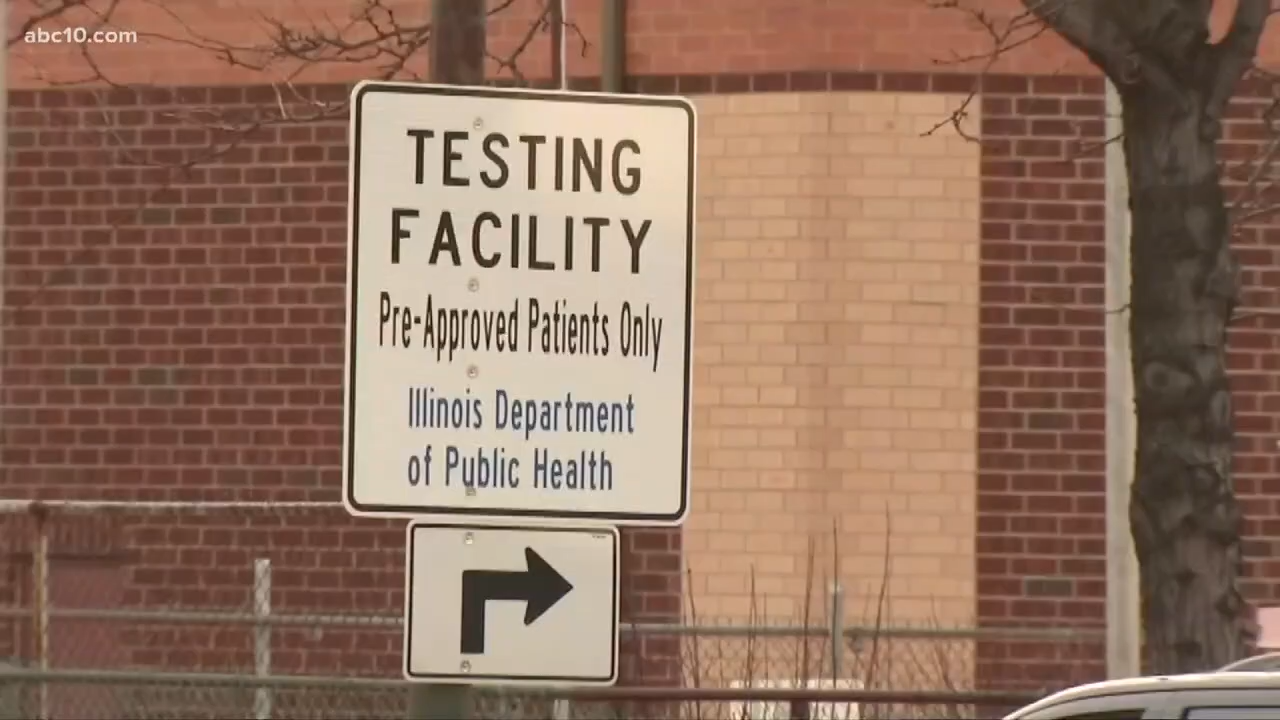 abc10.com
TESTING
FACILITY
Pre-Approved Patients Only
Illinois Department
of Public Health